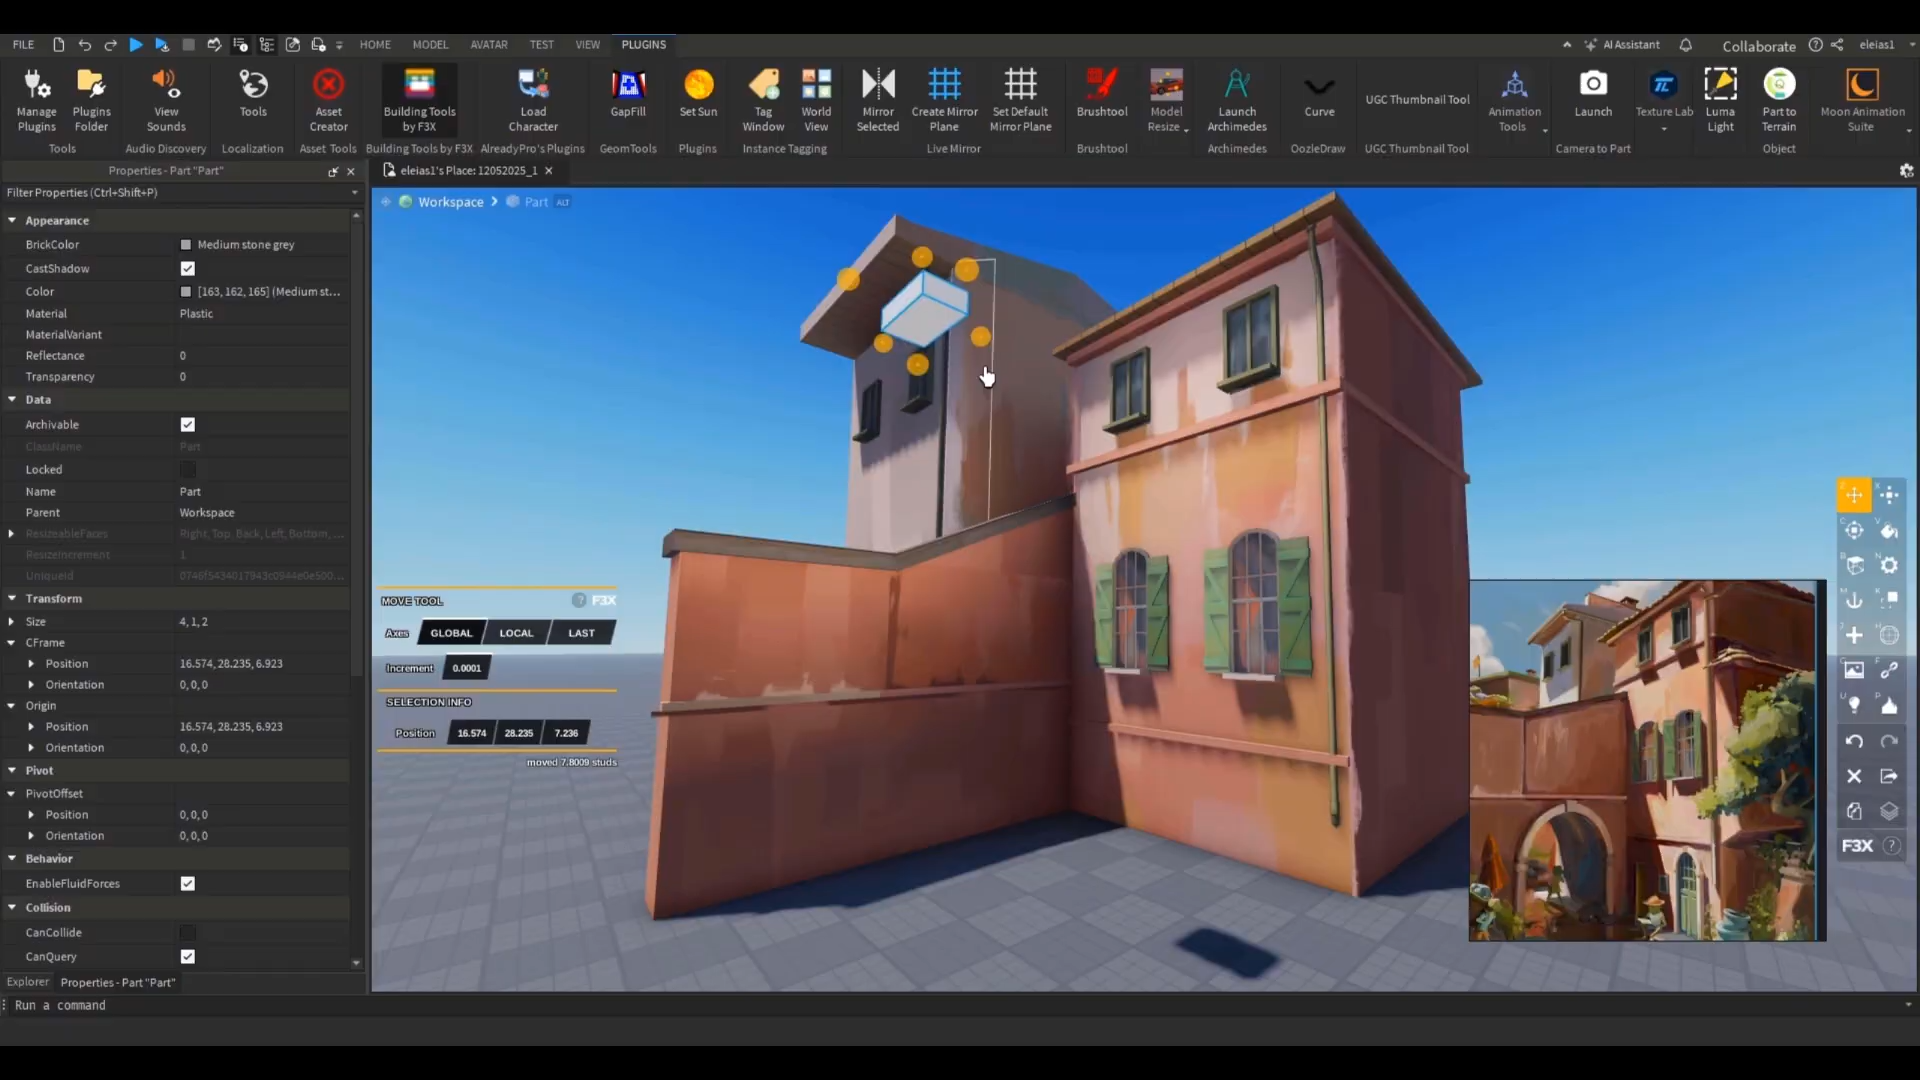 FILE HOME MODEL AVATAR TEST VIEW PLUGINS AI Assistant Collaborate eleias1
Manage Plugins
Plugins Folder
Tools
View Sounds
Audio Discovery
Tools
Localization
Asset Creator
Asset Tools
Building Tools by F3X
Building Tools by F3X
Load Character
AlreadyPro's Plugins
GapFill
GeomTools
Set Sun
Plugins
Tag Window
World View
Instance Tagging
Mirror Selected
Create Mirror Plane
Set Default Mirror Plane
Live Mirror
Brushtool
Brushtool
Model Resize
Launch Archimedes
Archimedes
Curve
OozleDraw
UGC Thumbnail Tool
UGC Thumbnail Tool
Animation Tools
Launch
Camera to Part
Texture Lab
Luma Light
Part to Terrain
Object
Moon Animation Suite
Properties - Part "Part"
Filter Properties (Ctrl+Shift+P)
Appearance
BrickColor Medium stone grey
CastShadow
Color [163, 162, 165] (Medium st...
Material Plastic
MaterialVariant
Reflectance 0
Transparency 0
Data
Archivable
ClassName Part
Locked
Name Part
Parent Workspace
ResizeableFaces Right, Top, Back, Left, Bottom, ...
ResizeIncrement 1
UniqueId
Transform
Size 4, 1, 2
CFrame
Position 16.574, 28.235, 6.923
Orientation 0, 0, 0
Origin
Position 16.574, 28.235, 6.923
Orientation 0, 0, 0
Pivot
PivotOffset
Position 0, 0, 0
Orientation 0, 0, 0
Behavior
EnableFluidForces
Collision
CanCollide
CanQuery
Explorer Properties - Part "Part"
Run a command
eleias1's Place: 12052025_1
Workspace > Part ALT
MOVE TOOL ? F3X
Axes GLOBAL LOCAL LAST
Increment 0.0001
SELECTION INFO
Position 16.574 28.235 7.236
moved 7.8009 studs
F3X ?